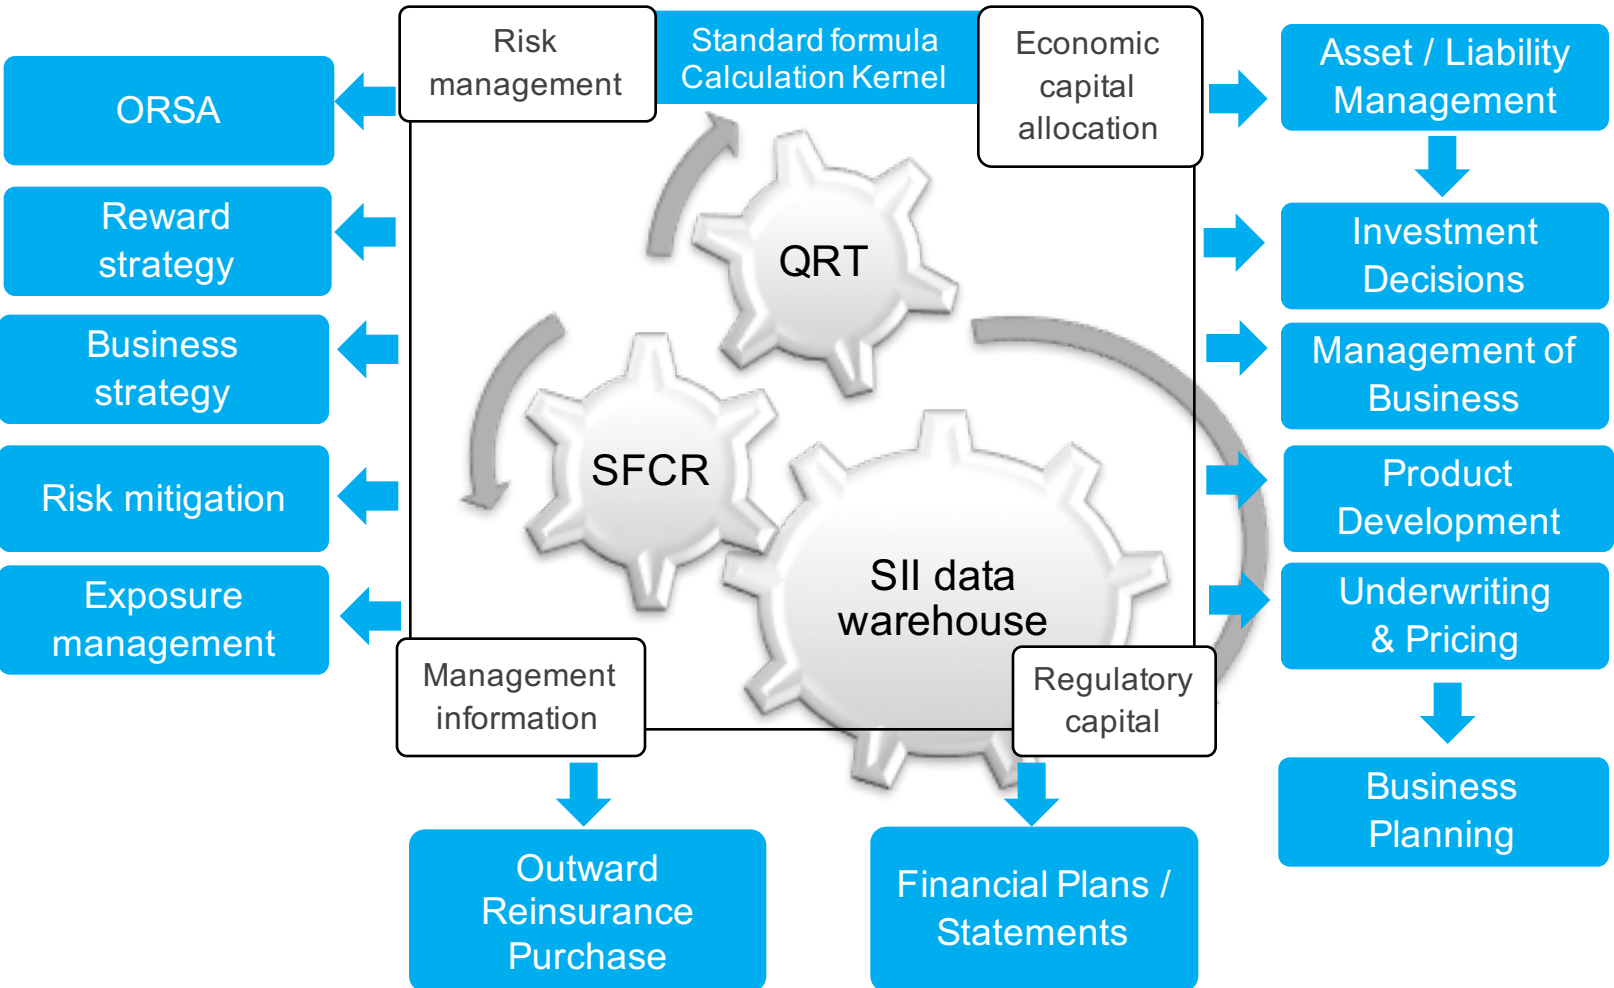 Risk
management
Standard formula
Calculation Kernel
Economic
capital
allocation
Asset / Liability
Management
ORSA
Reward
strategy
Business
strategy
Risk mitigation
Exposure
management
QRT
SFCR
SII data
warehouse
Investment
Decisions
Management of
Business
Product
Development
Underwriting
& Pricing
Management
information
Regulatory
capital
Business
Planning
Outward
Reinsurance
Purchase
Financial Plans /
Statements